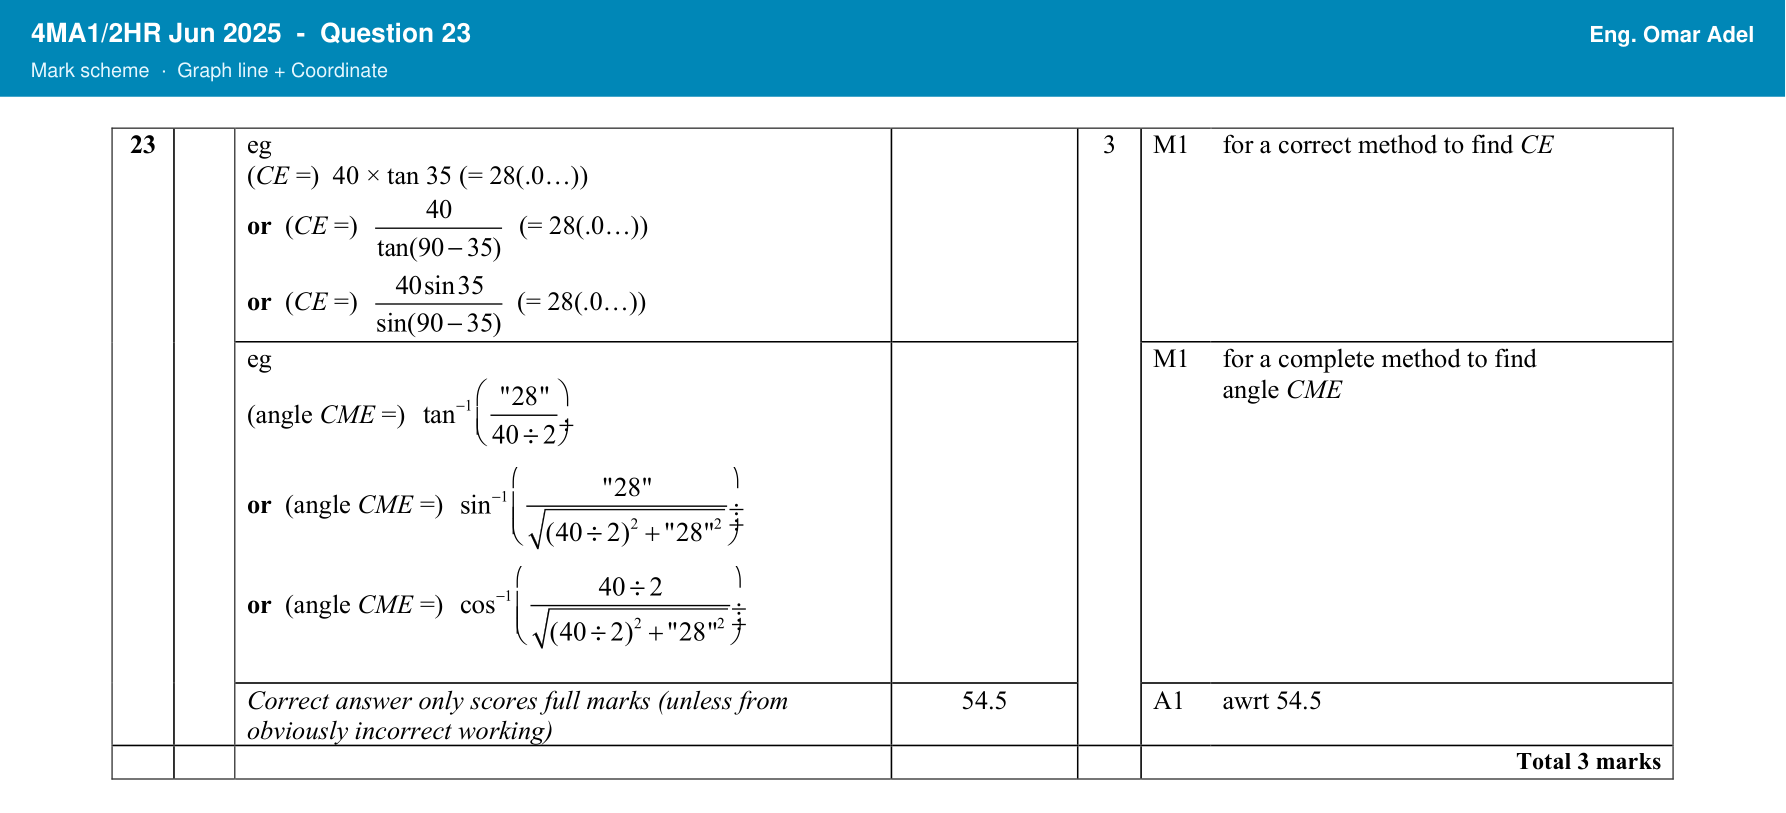 4MA1/2HR Jun 2025 - Question 23
Eng. Omar Adel
Mark scheme · Graph line + Coordinate
23
eg
(CE =) 40 × tan 35 (= 28(.0…))
or (CE =) 40 / tan(90 − 35) (= 28(.0…))
or (CE =) 40 sin 35 / sin(90 − 35) (= 28(.0…))
3
M1 for a correct method to find CE
eg
(angle CME =) tan⁻¹("28" / (40 ÷ 2))
or (angle CME =) sin⁻¹("28" / √((40 ÷ 2)² + "28"²))
or (angle CME =) cos⁻¹(40 ÷ 2 / √((40 ÷ 2)² + "28"²))
M1 for a complete method to find
angle CME
Correct answer only scores full marks (unless from
obviously incorrect working)
54.5
A1 awrt 54.5
Total 3 marks